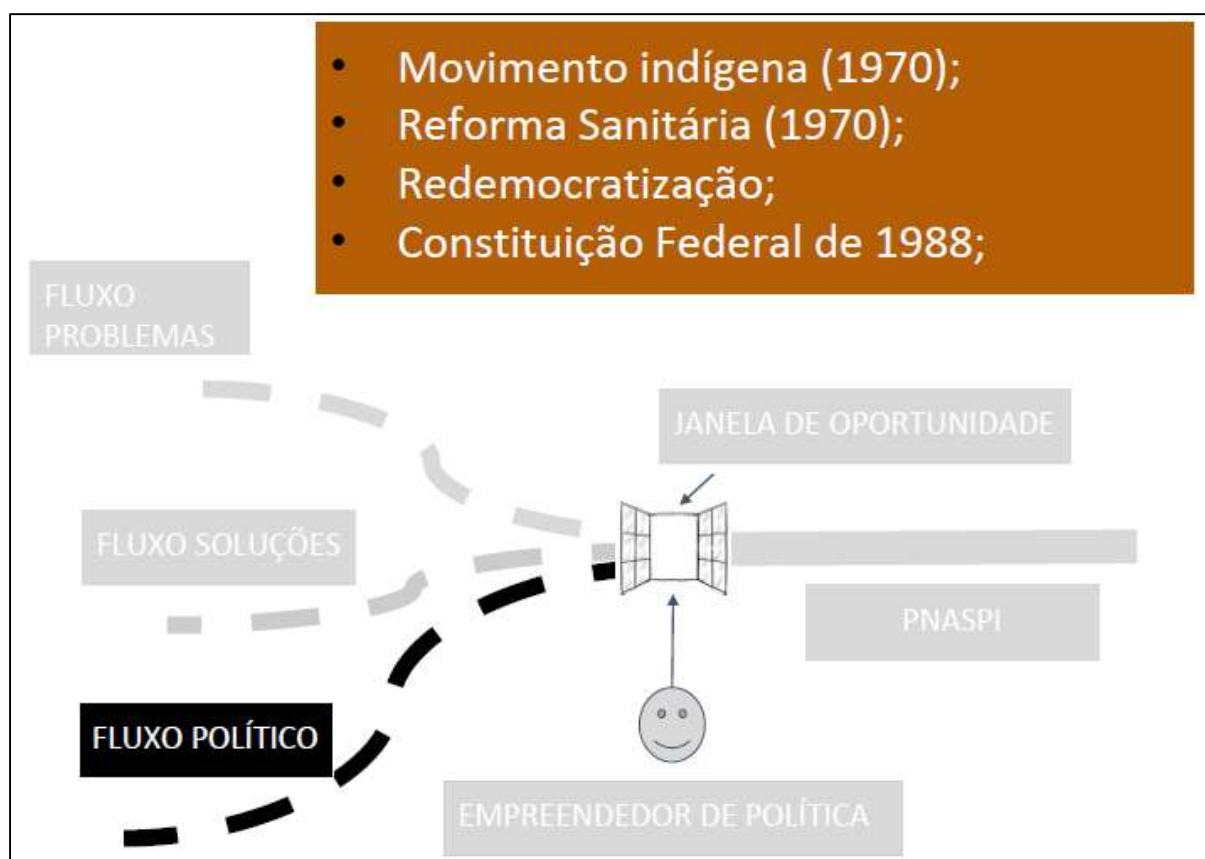 • Movimento indígena (1970);
• Reforma Sanitária (1970);
• Redemocratização;
• Constituição Federal de 1988;
FLUXO
PROBLEMAS
JANELA DE OPORTUNIDADE
FLUXO SOLUÇÕES
PNASPI
FLUXO POLÍTICO
EMPREENDEDOR DE POLÍTICA